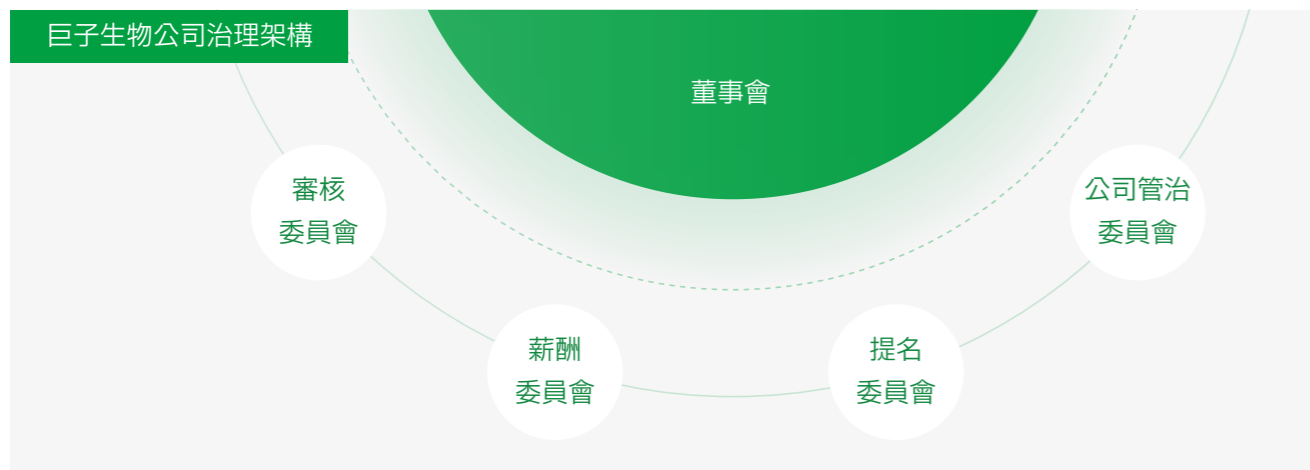 巨子生物公司治理架構
董事會
審核
委員會
薪酬
委員會
提名
委員會
公司管治
委員會